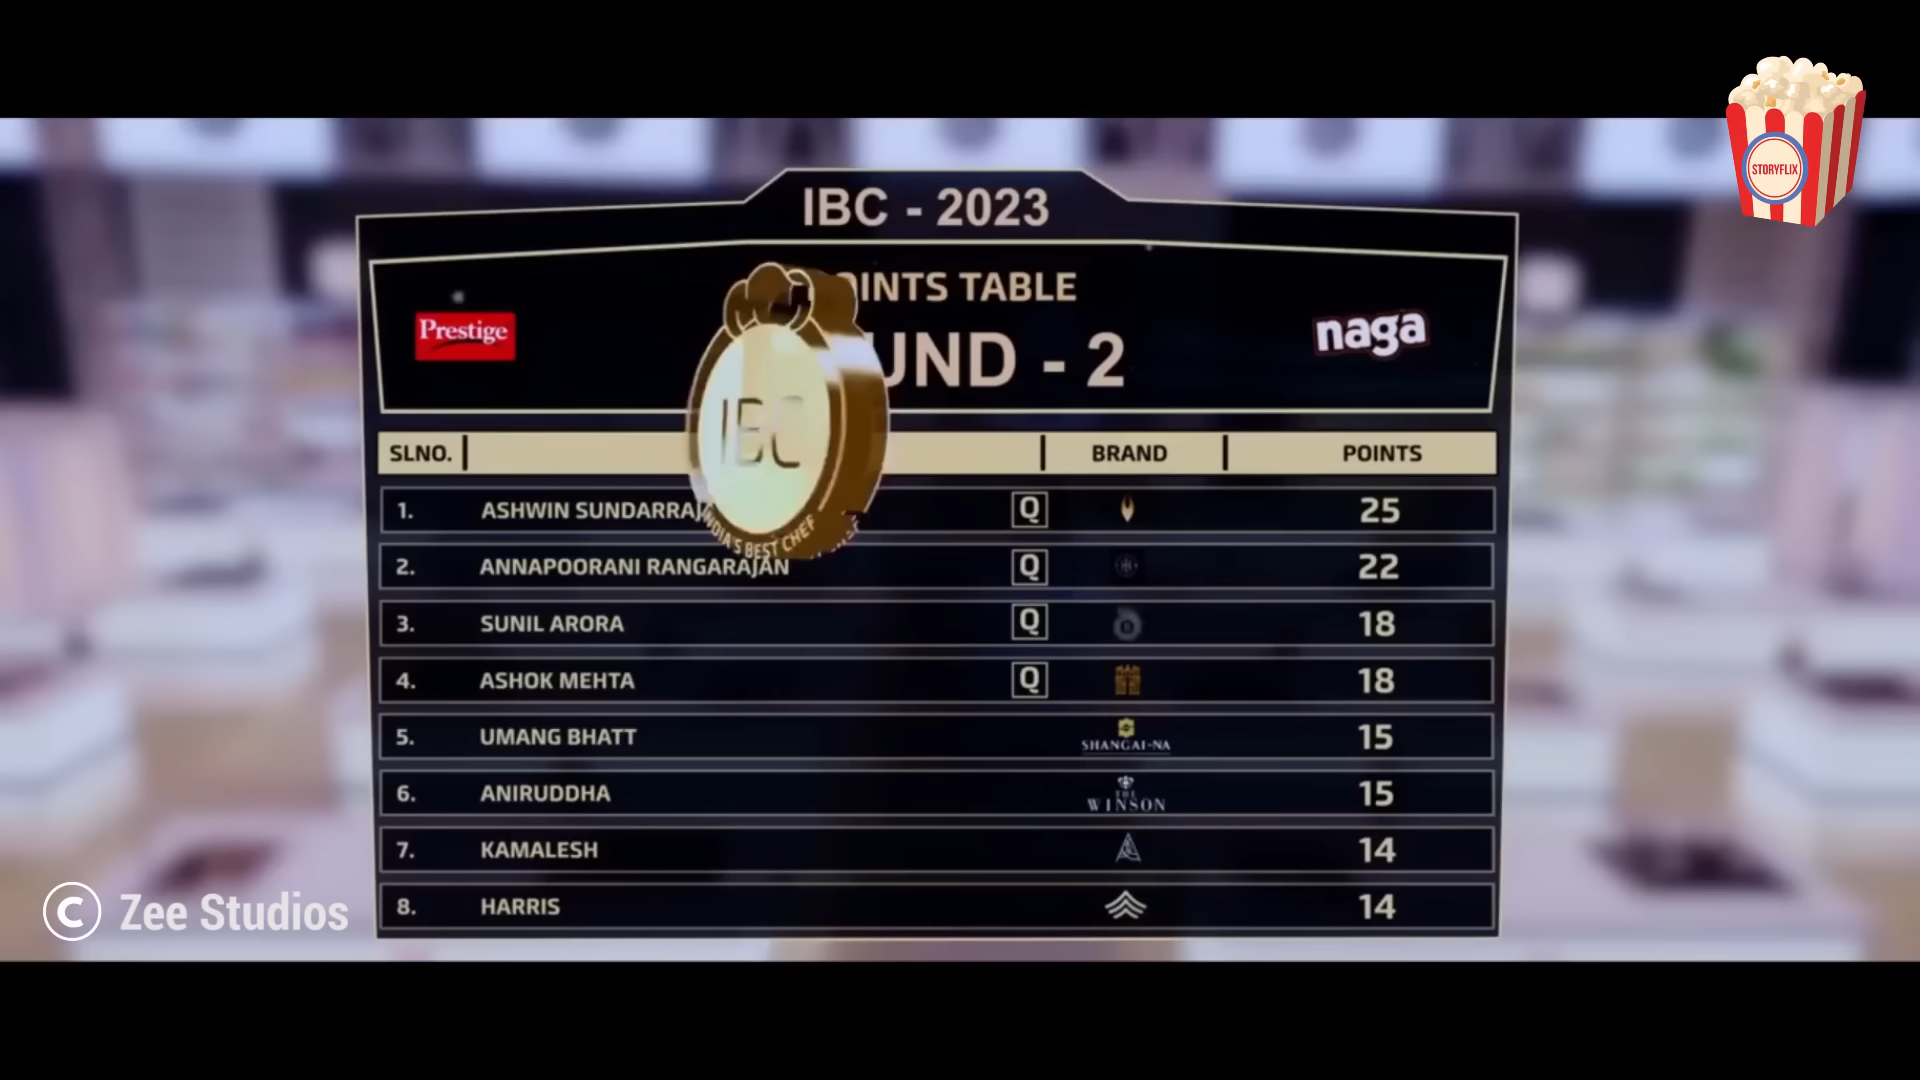 STORYFLIX
IBC - 2023
POINTS TABLE
Prestige
naga
UND - 2
IBC
INDIA'S BEST CHEF
SLNO. BRAND POINTS
1. ASHWIN SUNDARRAJ Q 25
2. ANNAPOORANI RANGARAJAN Q 22
3. SUNIL ARORA Q 18
4. ASHOK MEHTA Q 18
5. UMANG BHATT SHANGAI-NA 15
6. ANIRUDDHA THE WINSON 15
7. KAMALESH 14
8. HARRIS 14
© Zee Studios